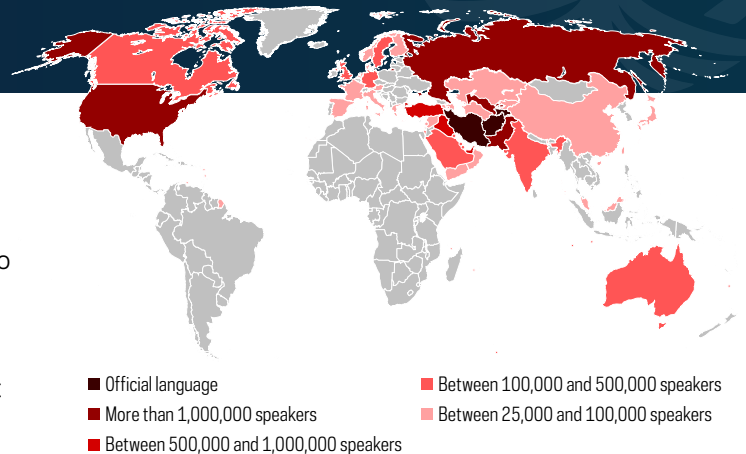 o
Official language
More than 1,000,000 speakers
Between 500,000 and 1,000,000 speakers
Between 100,000 and 500,000 speakers
Between 25,000 and 100,000 speakers